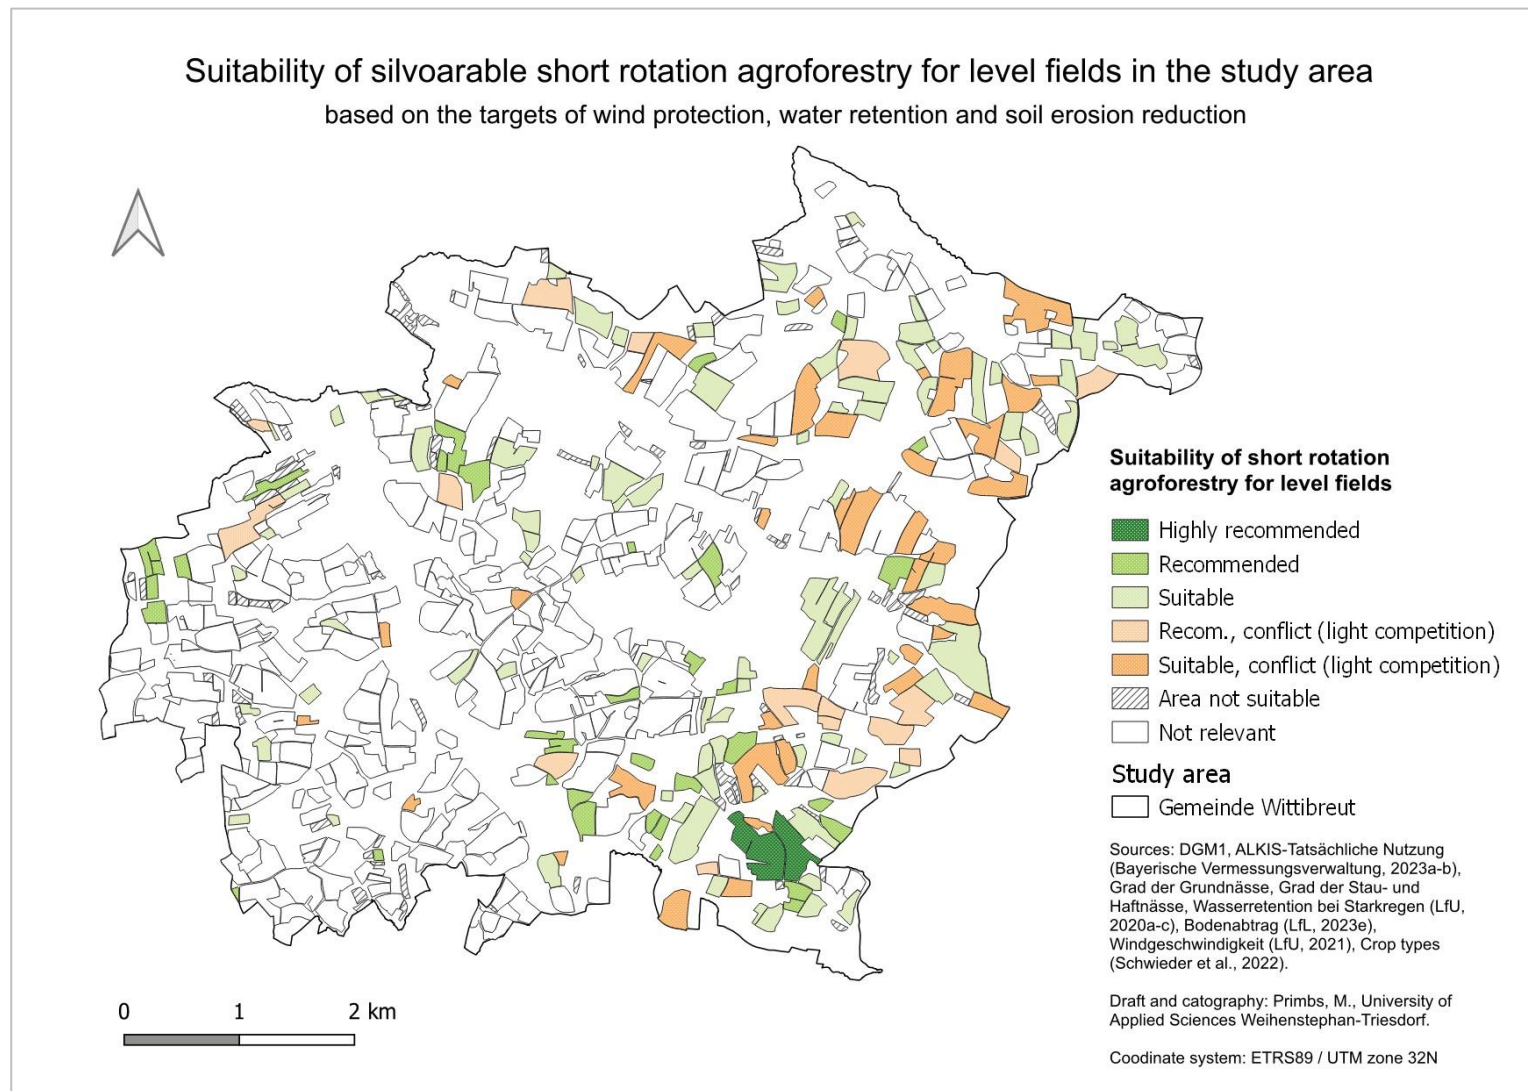 Suitability of silvoarable short rotation agroforestry for level fields in the study area
based on the targets of wind protection, water retention and soil erosion reduction
Suitability of short rotation
agroforestry for level fields
Highly recommended
Recommended
Suitable
Recom., conflict (light competition)
Suitable, conflict (light competition)
Area not suitable
Not relevant
Study area
Gemeinde Wittibreut
Sources: DGM1, ALKIS-Tatsächliche Nutzung
(Bayerische Vermessungsverwaltung, 2023a-b),
Grad der Grundnässe, Grad der Stau- und
Haftnässe, Wasserretention bei Starkregen (LfU,
2020a-c), Bodenabtrag (LfL, 2023e),
Windgeschwindigkeit (LfU, 2021), Crop types
(Schwieder et al., 2022).
Draft and catography: Primbs, M., University of
Applied Sciences Weihenstephan-Triesdorf.
Coodinate system: ETRS89 / UTM zone 32N
0 1 2 km